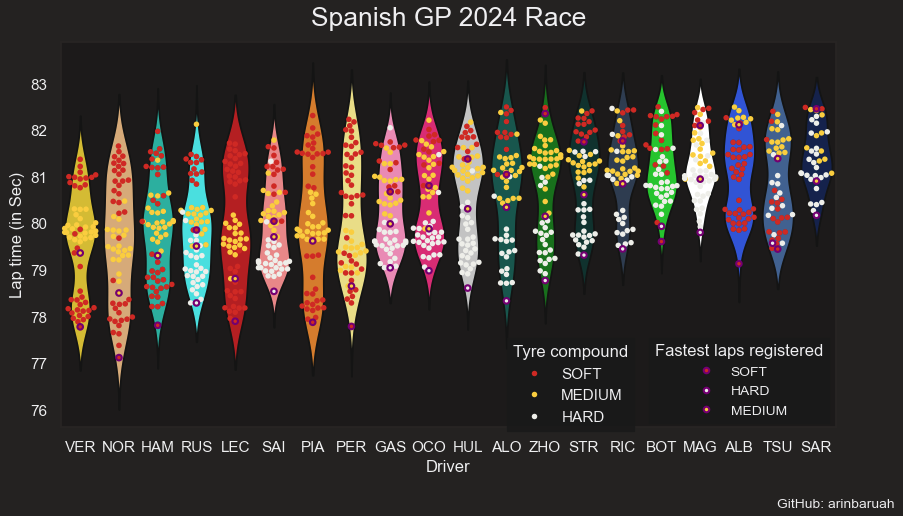 Spanish GP 2024 Race
Lap time (in Sec)
83
82
81
80
79
78
77
76
Tyre compound
SOFT
MEDIUM
HARD
Fastest laps registered
SOFT
HARD
MEDIUM
VER NOR HAM RUS LEC SAI PIA PER GAS OCO HUL ALO ZHO STR RIC BOT MAG ALB TSU SAR
Driver
GitHub: arinbaruah